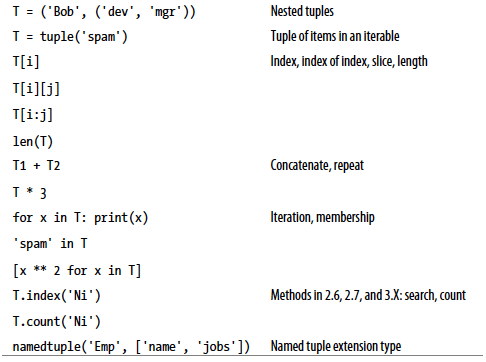 T = ('Bob', ('dev', 'mgr')) Nested tuples
T = tuple('spam') Tuple of items in an iterable
T[i] Index, index of index, slice, length
T[i][j]
T[i:j]
len(T)
T1 + T2 Concatenate, repeat
T * 3
for x in T: print(x) Iteration, membership
'spam' in T
[x ** 2 for x in T]
T.index('Ni') Methods in 2.6, 2.7, and 3.X: search, count
T.count('Ni')
namedtuple('Emp', ['name', 'jobs']) Named tuple extension type